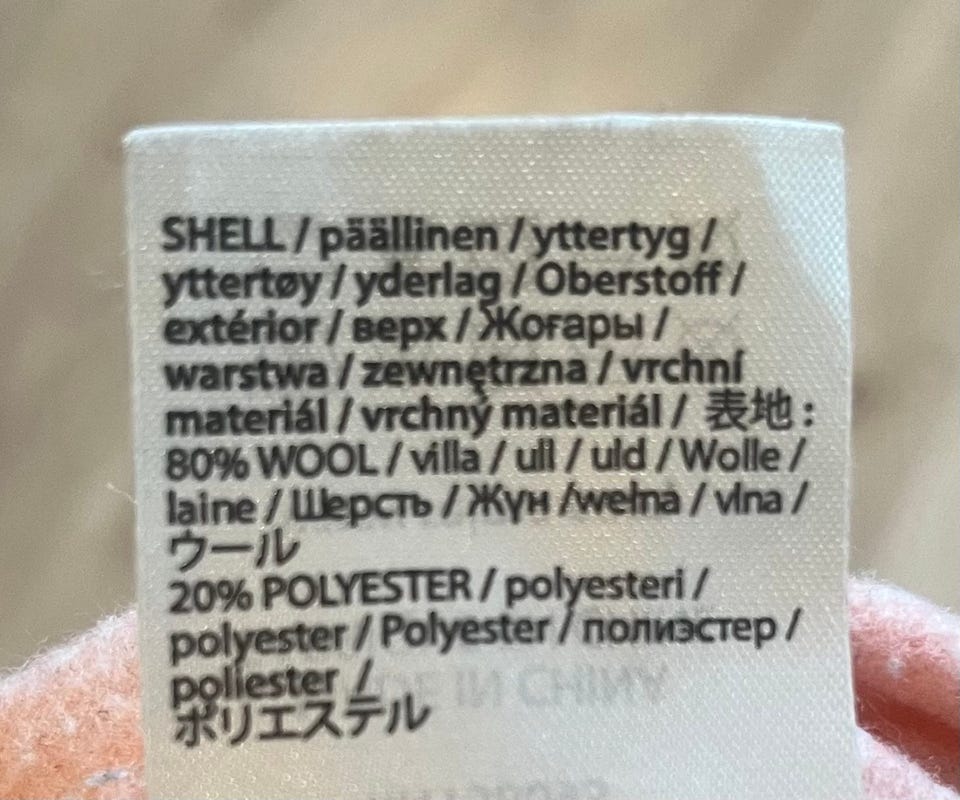 SHELL / päällinen / yttertyg /
yttertøy / yderlag / Oberstoff /
extérior / верх / Жоғары /
warstwa / zewnętrzna / vrchní
materiál / vrchný materiál / 表地 :
80% WOOL / villa / ull / uld / Wolle /
laine / Шерсть / Жүн /wełna / vlna /
ウール
20% POLYESTER / polyesteri /
polyester / Polyester / полиэстер /
poliester /
ポリエステル
IN CHINA